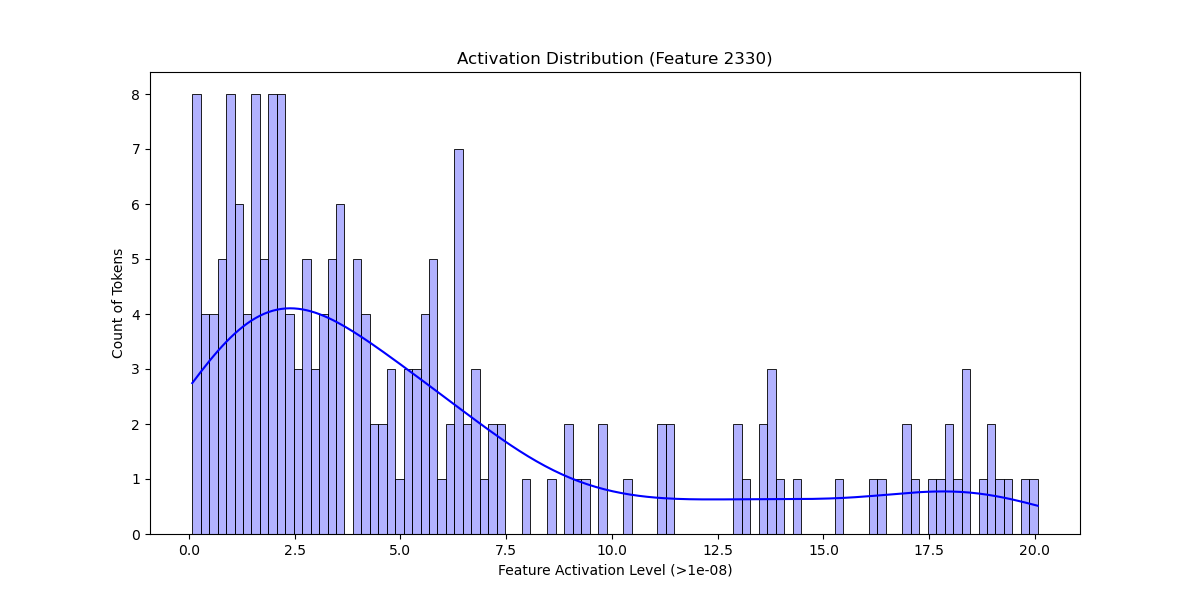 Activation Distribution (Feature 2330)
8
7
6
5
4
3
2
1
0
Count of Tokens
0.0 2.5 5.0 7.5 10.0 12.5 15.0 17.5 20.0
Feature Activation Level (>1e-08)